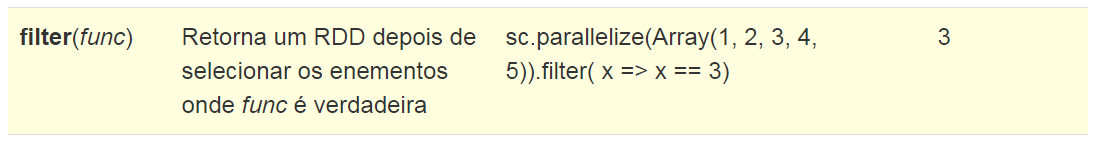 filter(func)
Retorna um RDD depois de
selecionar os enementos
onde func é verdadeira
sc.parallelize(Array(1, 2, 3, 4,
5)).filter( x => x == 3)
3